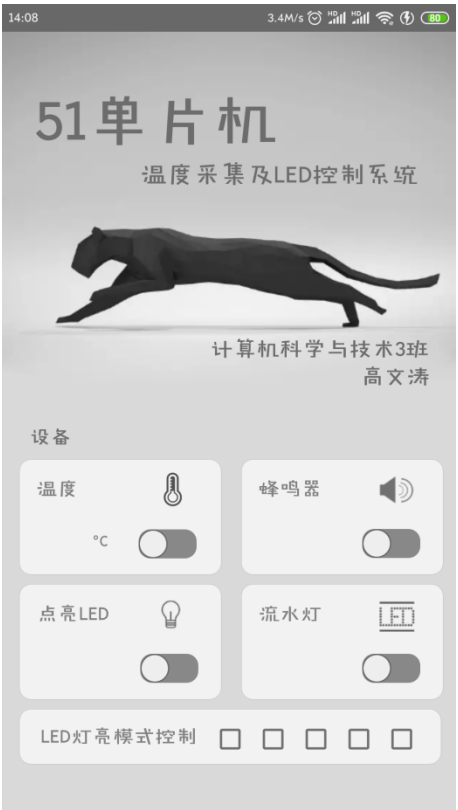 14:08 3.4M/s HD HD 80
51单片机
温度采集及LED控制系统
计算机科学与技术3班
高文涛
设备
温度 蜂鸣器
°C
点亮LED 流水灯 LED
LED灯亮模式控制